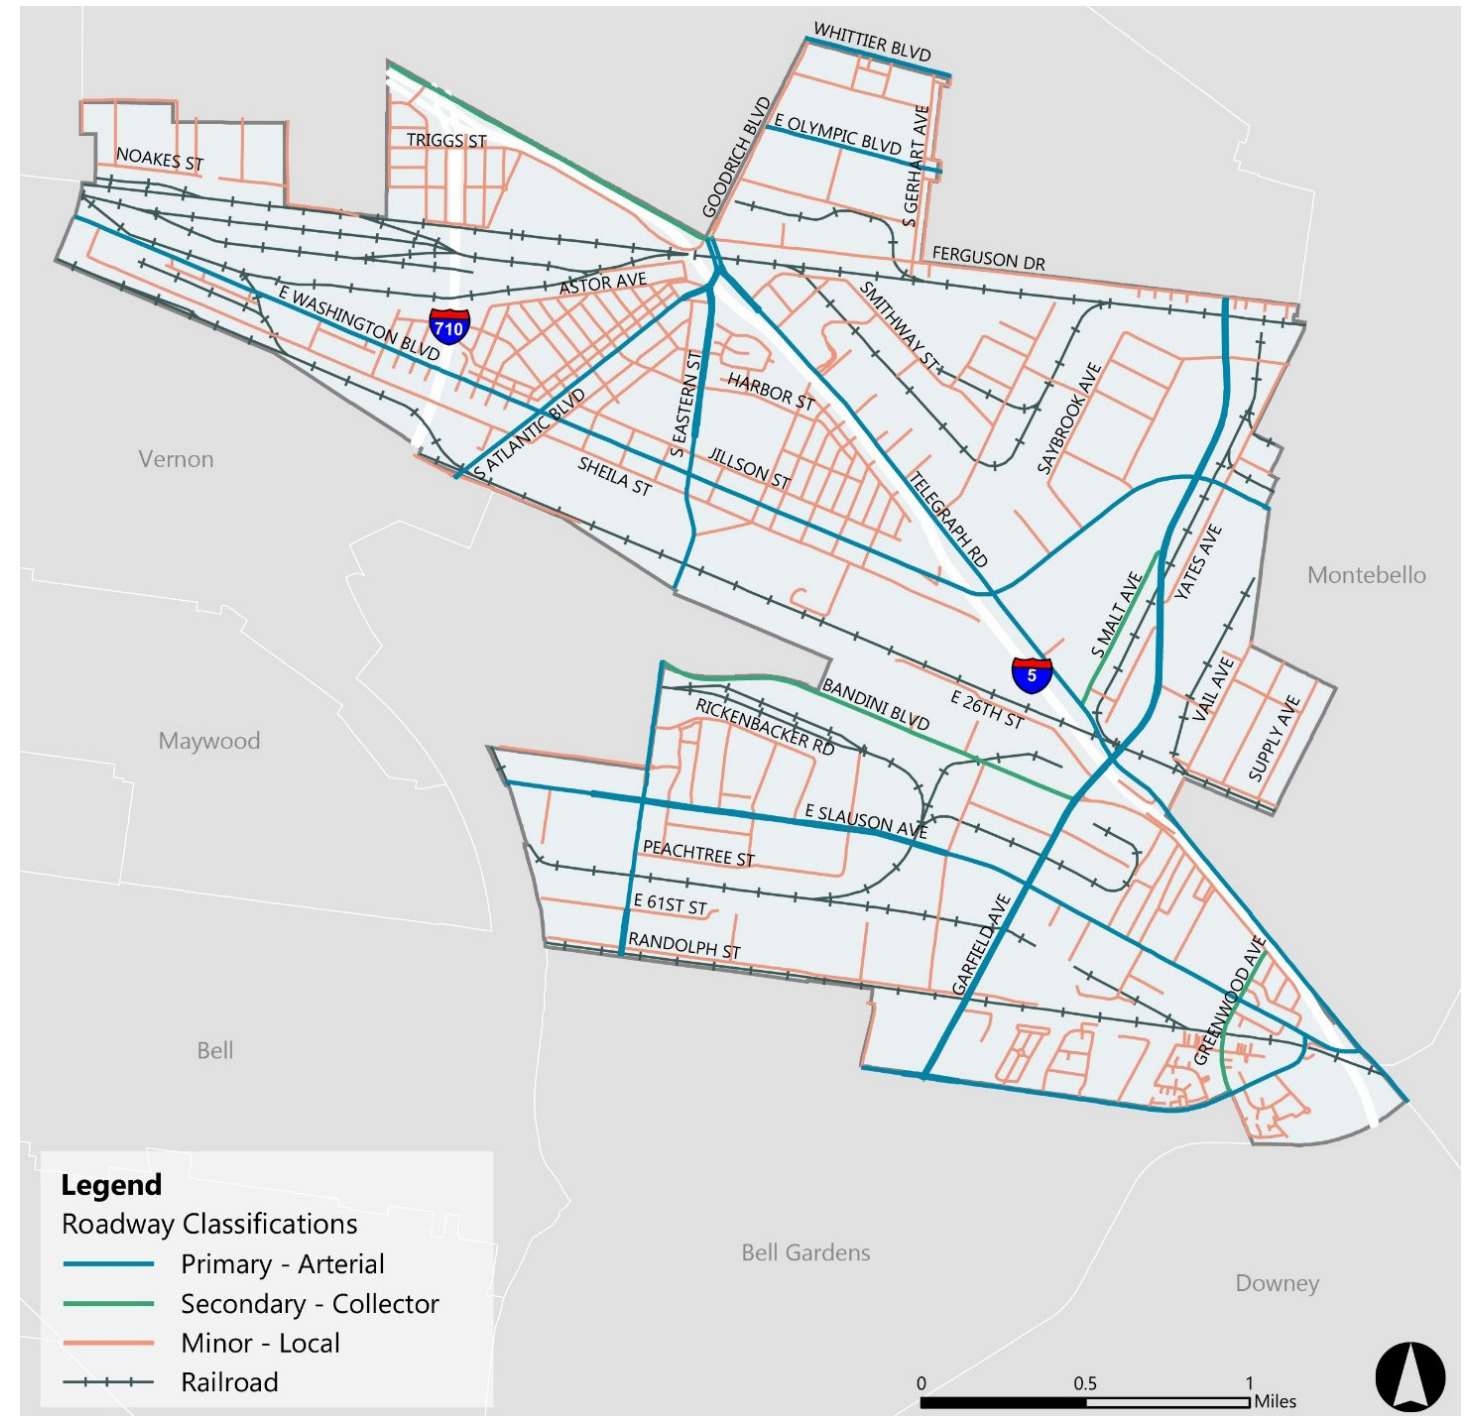 WHITTIER BLVD
E OLYMPIC BLVD
GOODRICH BLVD
S GERHART AVE
TRIGGS ST
NOAKES ST
FERGUSON DR
ASTOR AVE
SMITHWAY ST
E WASHINGTON BLVD
710
S EASTERN ST
HARBOR ST
SAYBROOK AVE
S ATLANTIC BLVD
JILLSON ST
SHEILA ST
TELEGRAPH RD
Vernon
YATES AVE
Montebello
S MALT AVE
5
VAIL AVE
BANDINI BLVD
E 26TH ST
SUPPLY AVE
RICKENBACKER RD
Maywood
E SLAUSON AVE
PEACHTREE ST
E 61ST ST
RANDOLPH ST
GARFIELD AVE
GREENWOOD AVE
Bell
Bell Gardens
Downey
Legend
Roadway Classifications
Primary - Arterial
Secondary - Collector
Minor - Local
Railroad
0 0.5 1
Miles